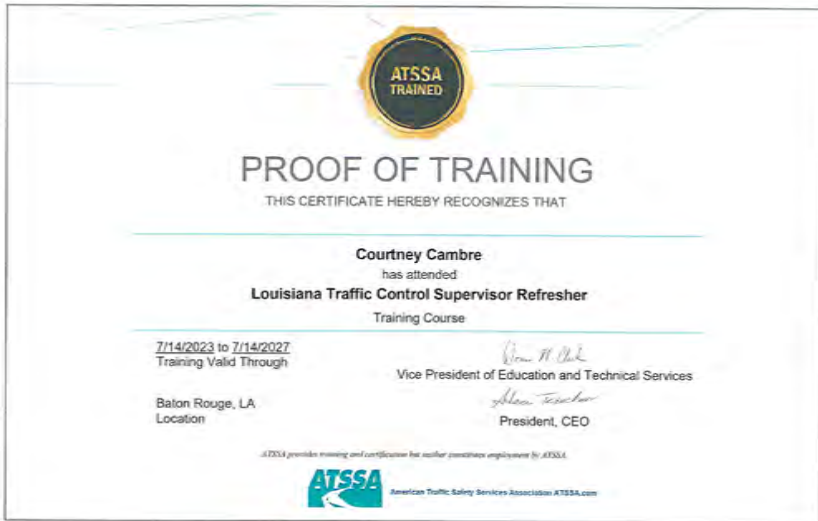 ATSSA
TRAINED
PROOF OF TRAINING
THIS CERTIFICATE HEREBY RECOGNIZES THAT
Courtney Cambre
has attended
Louisiana Traffic Control Supervisor Refresher
Training Course
7/14/2023 to 7/14/2027
Training Valid Through
Vice President of Education and Technical Services
Baton Rouge, LA
Location
President, CEO
ATSSA provides training and certification but neither constitutes employment by ATSSA.
ATSSA
American Traffic Safety Services Association ATSSA.com